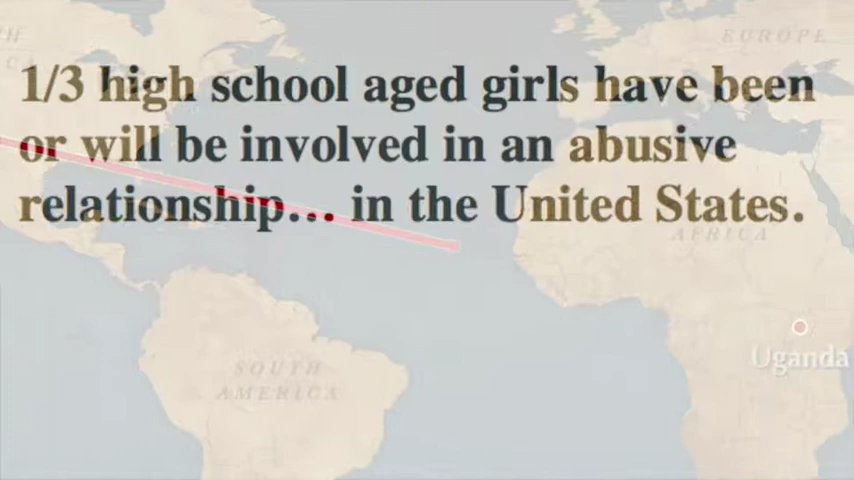 EUROPE
1/3 high school aged girls have been
or will be involved in an abusive
relationship... in the United States.
AFRICA
Uganda
SOUTH
AMERICA